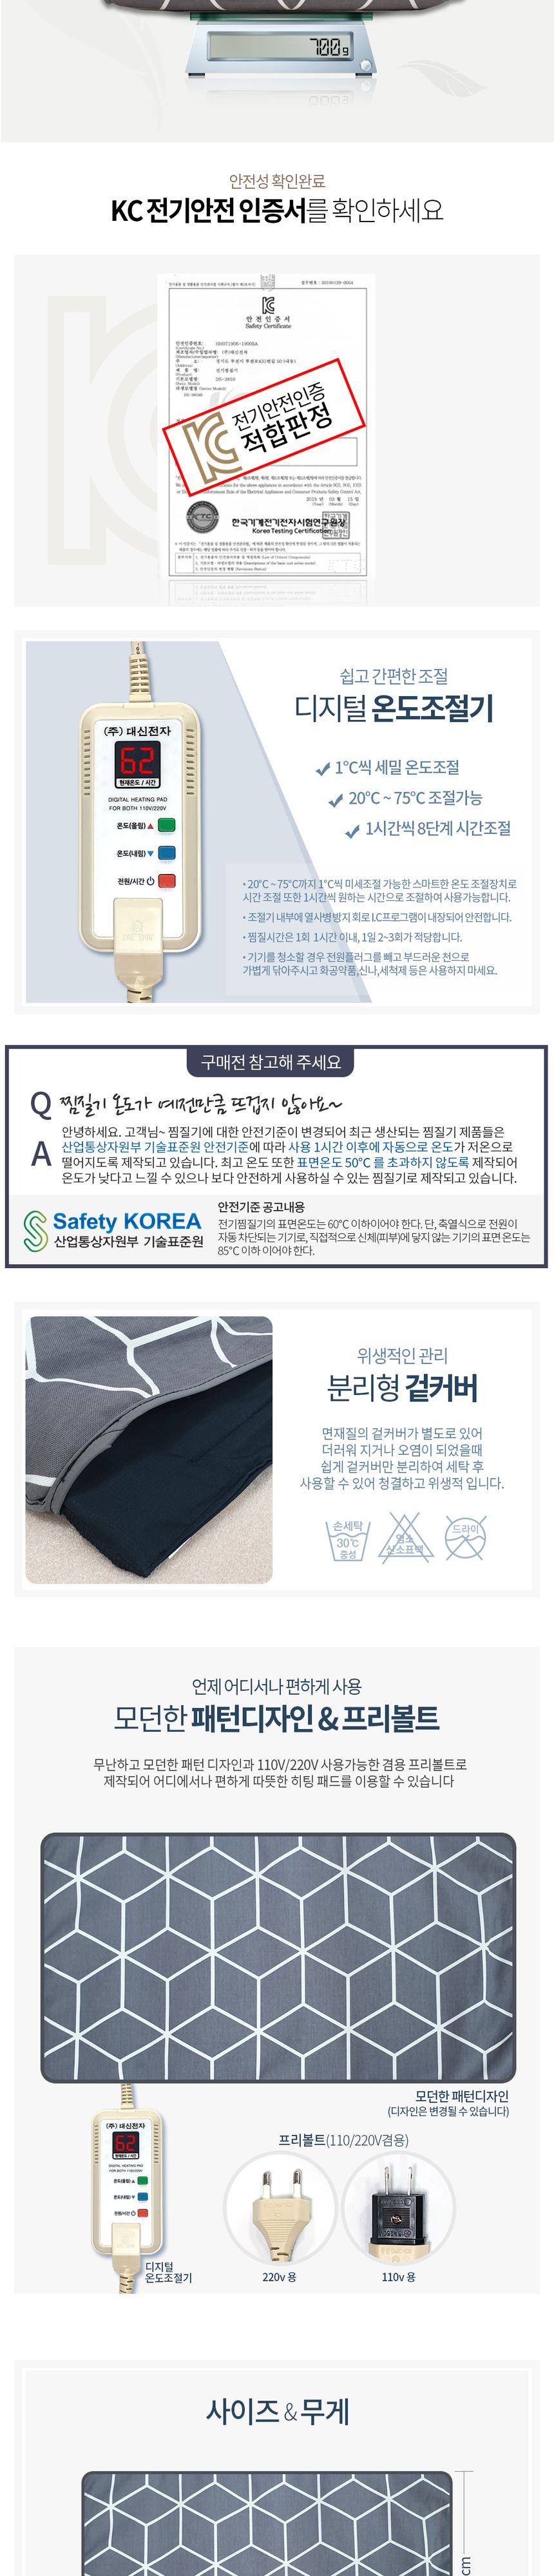 700g
안전성 확인완료
KC 전기안전 인증서를 확인하세요
안 전 인 증 서
Safety Certificate
전기안전인증
적합판정
한국기계전기전자시험연구원장
Korea Testing Certification
쉽고 간편한 조절
디지털 온도조절기
1℃씩 세밀 온도조절
20℃ ~ 75℃ 조절가능
1시간씩 8단계 시간조절
(주) 대신전자
62
현재온도 / 시간
DIGITAL HEATING PAD
FOR BOTH 110V/220V
온도(올림)▲
온도(내림)▼
전원/시간
• 20℃ ~ 75℃까지 1℃씩 미세조절 가능한 스마트한 온도 조절장치로
시간 조절 또한 1시간씩 원하는 시간으로 조절하여 사용가능합니다.
• 조절기 내부에 열사병 방지 회로 I.C프로그램이 내장되어 안전합니다.
• 찜질시간은 1회 1시간 이내, 1일 2~3회가 적당합니다.
• 기기를 청소할 경우 전원플러그를 빼고 부드러운 천으로
가볍게 닦아주시고 화공약품,신나,세척제 등은 사용하지 마세요.
구매전 참고해 주세요
Q 찜질기 온도가 예전만큼 뜨겁지 않아요~
A 안녕하세요. 고객님~ 찜질기에 대한 안전기준이 변경되어 최근 생산되는 찜질기 제품들은
산업통상자원부 기술표준원 안전기준에 따라 사용 1시간 이후에 자동으로 온도가 저온으로
떨어지도록 제작되고 있습니다. 최고 온도 또한 표면온도 50℃ 를 초과하지 않도록 제작되어
온도가 낮다고 느낄 수 있으나 보다 안전하게 사용하실 수 있는 찜질기로 제작되고 있습니다.
Safety KOREA
산업통상자원부 기술표준원
안전기준 공고내용
전기찜질기의 표면온도는 60℃ 이하이어야 한다. 단, 축열식으로 전원이
자동 차단되는 기기로, 직접적으로 신체(피부)에 닿지 않는 기기의 표면 온도는
85℃ 이하 이어야 한다.
위생적인 관리
분리형 겉커버
면재질의 겉커버가 별도로 있어
더러워 지거나 오염이 되었을때
쉽게 겉커버만 분리하여 세탁 후
사용할 수 있어 청결하고 위생적 입니다.
손세탁
30℃
중성
염소
산소표백
드라이
언제 어디서나 편하게 사용
모던한 패턴디자인 & 프리볼트
무난하고 모던한 패턴 디자인과 110V/220V 사용가능한 겸용 프리볼트로
제작되어 어디에서나 편하게 따뜻한 히팅 패드를 이용할 수 있습니다
모던한 패턴디자인
(디자인은 변경될 수 있습니다)
프리볼트(110/220V겸용)
(주) 대신전자
62
현재온도 / 시간
DIGITAL HEATING PAD
FOR BOTH 110V/220V
온도(올림)▲
온도(내림)▼
전원/시간
디지털
온도조절기
220v 용
110v 용
사이즈 & 무게
cm